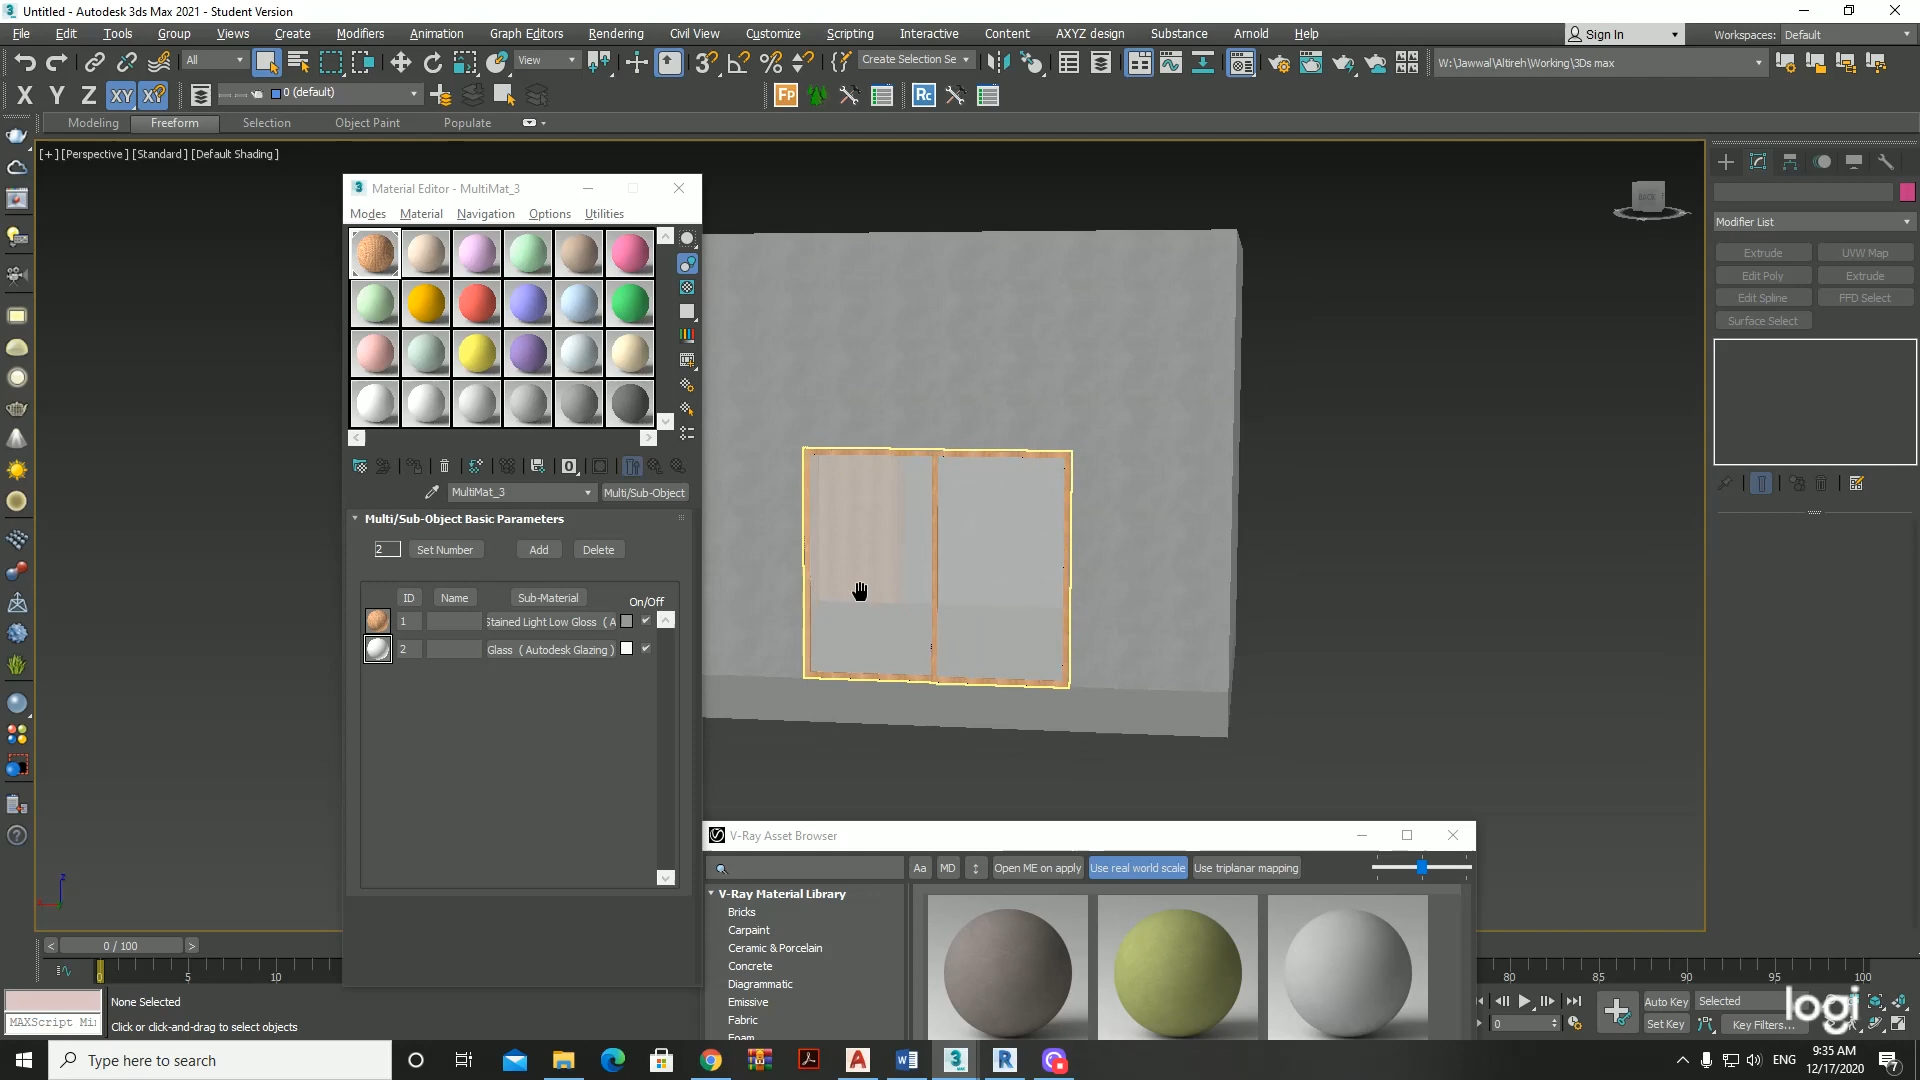 Untitled - Autodesk 3ds Max 2021 - Student Version
File Edit Tools Group Views Create Modifiers Animation Graph Editors Rendering Civil View Customize Scripting Interactive Content AXYZ design Substance Arnold Help
Sign In
Workspaces: Default
All
View
Create Selection Se
W:\Jawwal\Altireh\Working\3Ds max
X Y Z XY XY
0 (default)
Fp
Rc
Modeling Freeform Selection Object Paint Populate
[+] [Perspective] [Standard] [Default Shading]
BACK
Material Editor - MultiMat_3
Modes Material Navigation Options Utilities
MultiMat_3
Multi/Sub-Object
Multi/Sub-Object Basic Parameters
2 Set Number Add Delete
ID Name Sub-Material On/Off
1 Stained Light Low Gloss ( A
2 Glass ( Autodesk Glazing )
Modifier List
Extrude UVW Map
Edit Poly Extrude
Edit Spline FFD Select
Surface Select
V-Ray Asset Browser
Aa MD Open ME on apply Use real world scale Use triplanar mapping
V-Ray Material Library
Bricks
Carpaint
Ceramic & Porcelain
Concrete
Diagrammatic
Emissive
Fabric
Foam
z
0 / 100
0 5 10 80 85 90 95 100
None Selected
Click or click-and-drag to select objects
MAXScript Mi
Auto Key Selected
Set Key Key Filters...
0
logi
Type here to search
ENG
9:35 AM
12/17/2020
7